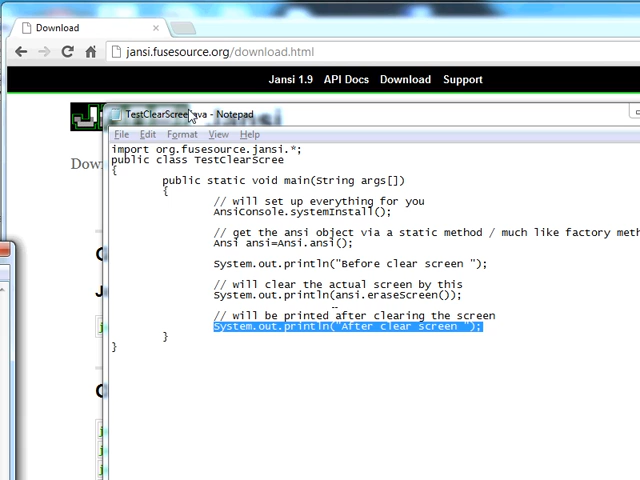 Download
jansi.fusesource.org/download.html
Jansi 1.9 API Docs Download Support
TestClearScree.java - Notepad
File Edit Format View Help
import org.fusesource.jansi.*;
public class TestClearScree
{
public static void main(String args[])
{
// will set up everything for you
AnsiConsole.systemInstall();
// get the ansi object via a static method / much like factory
Ansi ansi=Ansi.ansi();
System.out.println("Before clear screen ");
// will clear the actual screen by this
System.out.println(ansi.eraseScreen());
// will be printed after clearing the screen
System.out.println("After clear screen ");
}
}